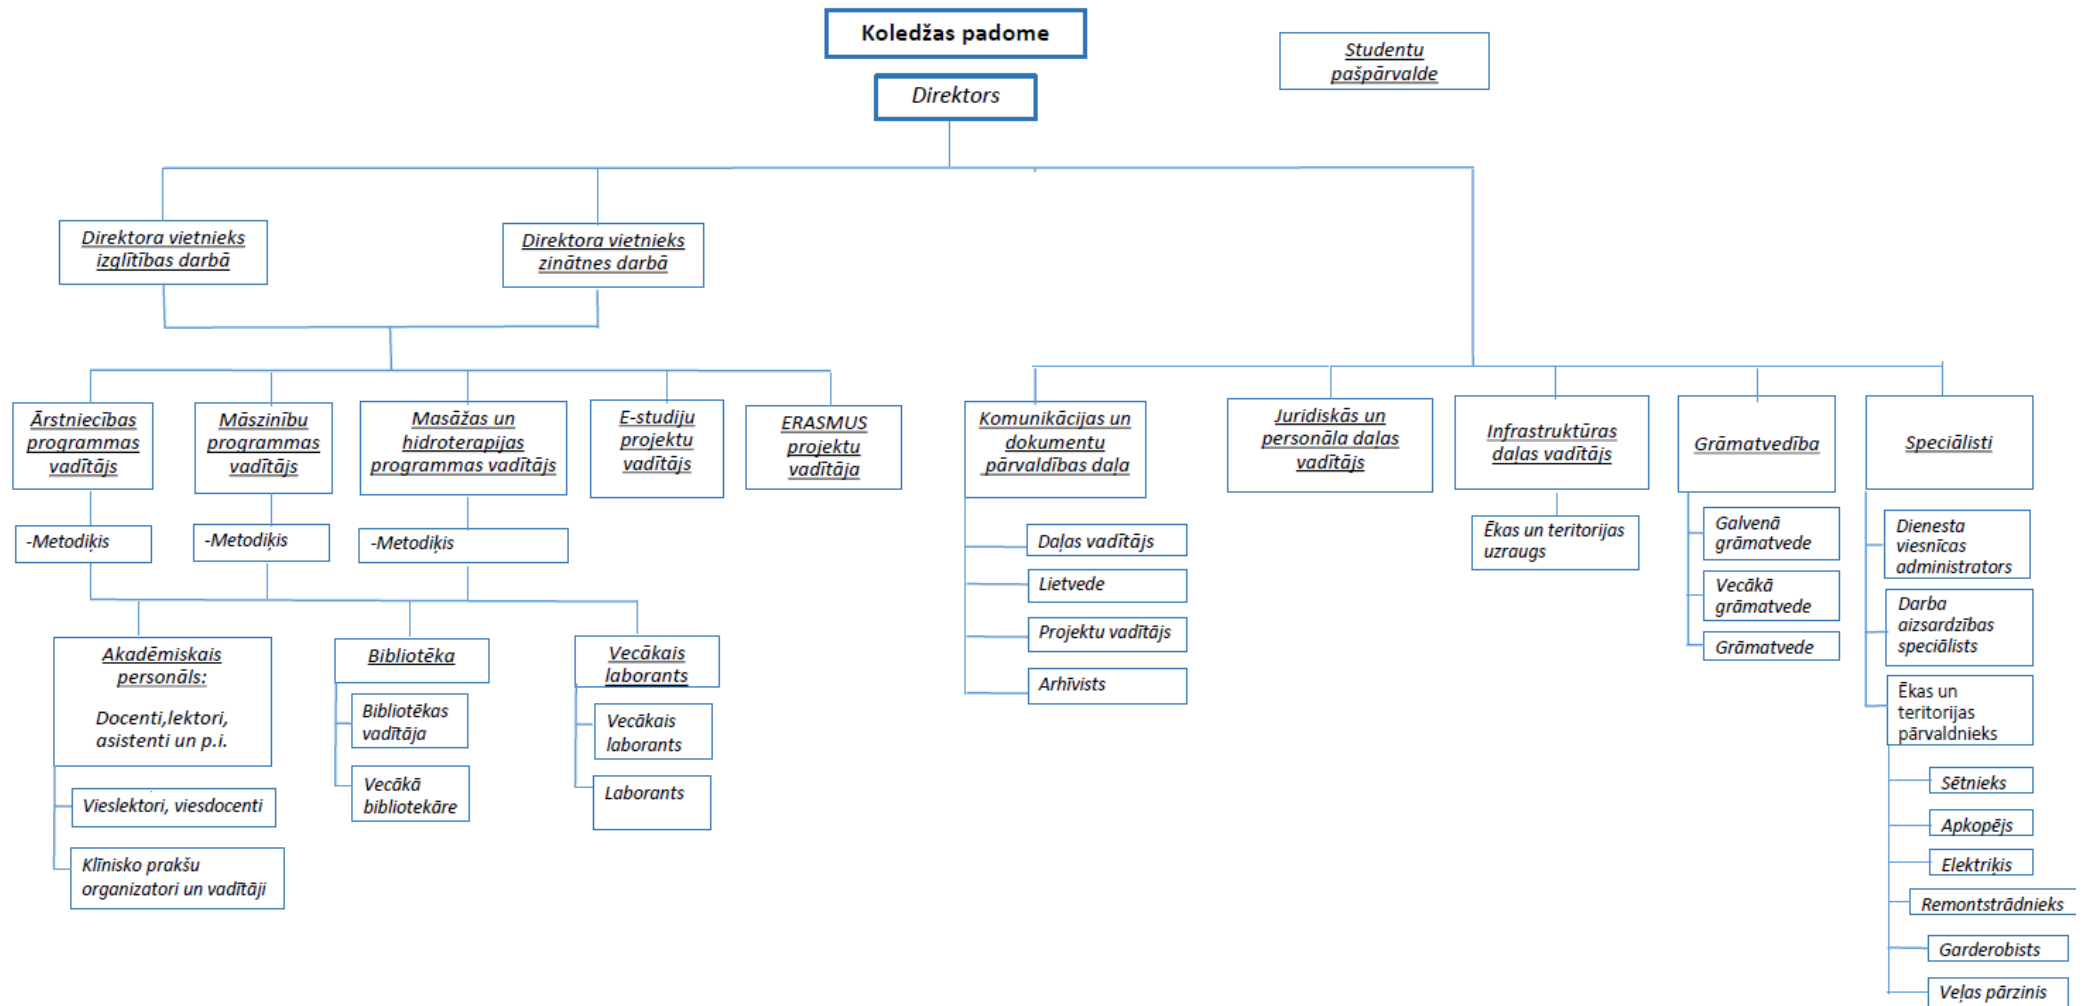 Koledžas padome
Studentu
pašpārvalde
Direktors
Direktora vietnieks
izglītības darbā
Direktora vietnieks
zinātnes darbā
Ārstniecības
programmas
vadītājs
Māszinību
programmas
vadītājs
Masāžas un
hidroterapijas
programmas vadītājs
E-studiju
projektu
vadītājs
ERASMUS
projektu
vadītāja
Komunikācijas un
dokumentu
pārvaldības daļa
Juridiskās un
personāla daļas
vadītājs
Infrastruktūras
daļas vadītājs
Grāmatvedība
Speciālisti
-Metodiķis
-Metodiķis
-Metodiķis
Akadēmiskais
personāls:
Docenti,lektori,
asistenti un p.i.
Vieslektori, viesdocenti
Klīnisko prakšu
organizatori un vadītāji
Bibliotēka
Bibliotēkas
vadītāja
Vecākā
bibliotekāre
Vecākais
laborants
Vecākais
laborants
Laborants
Daļas vadītājs
Lietvede
Projektu vadītājs
Arhīvists
Ēkas un teritorijas
uzraugs
Galvenā
grāmatvede
Vecākā
grāmatvede
Grāmatvede
Dienesta
viesnīcas
administrators
Darba
aizsardzības
speciālists
Ēkas un
teritorijas
pārvaldnieks
Sētnieks
Apkopējs
Elektriķis
Remontstrādnieks
Garderobists
Veļas pārzinis